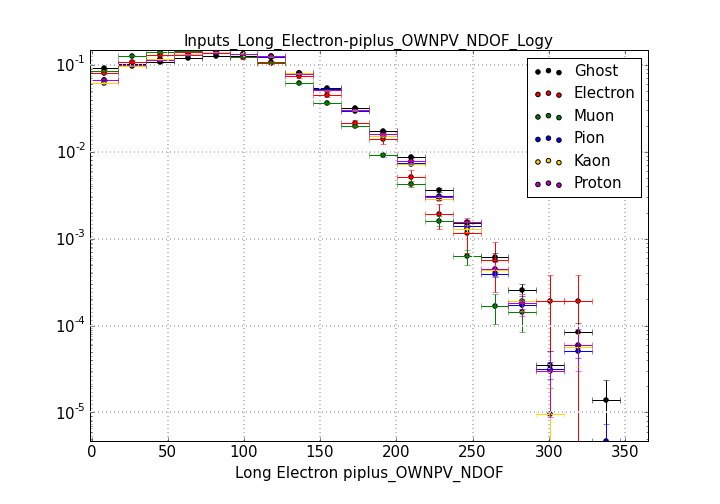 Inputs_Long_Electron-piplus_OWNPV_NDOF_Logy
10^-1
10^-2
10^-3
10^-4
10^-5
Ghost
Electron
Muon
Pion
Kaon
Proton
0 50 100 150 200 250 300 350
Long Electron piplus_OWNPV_NDOF